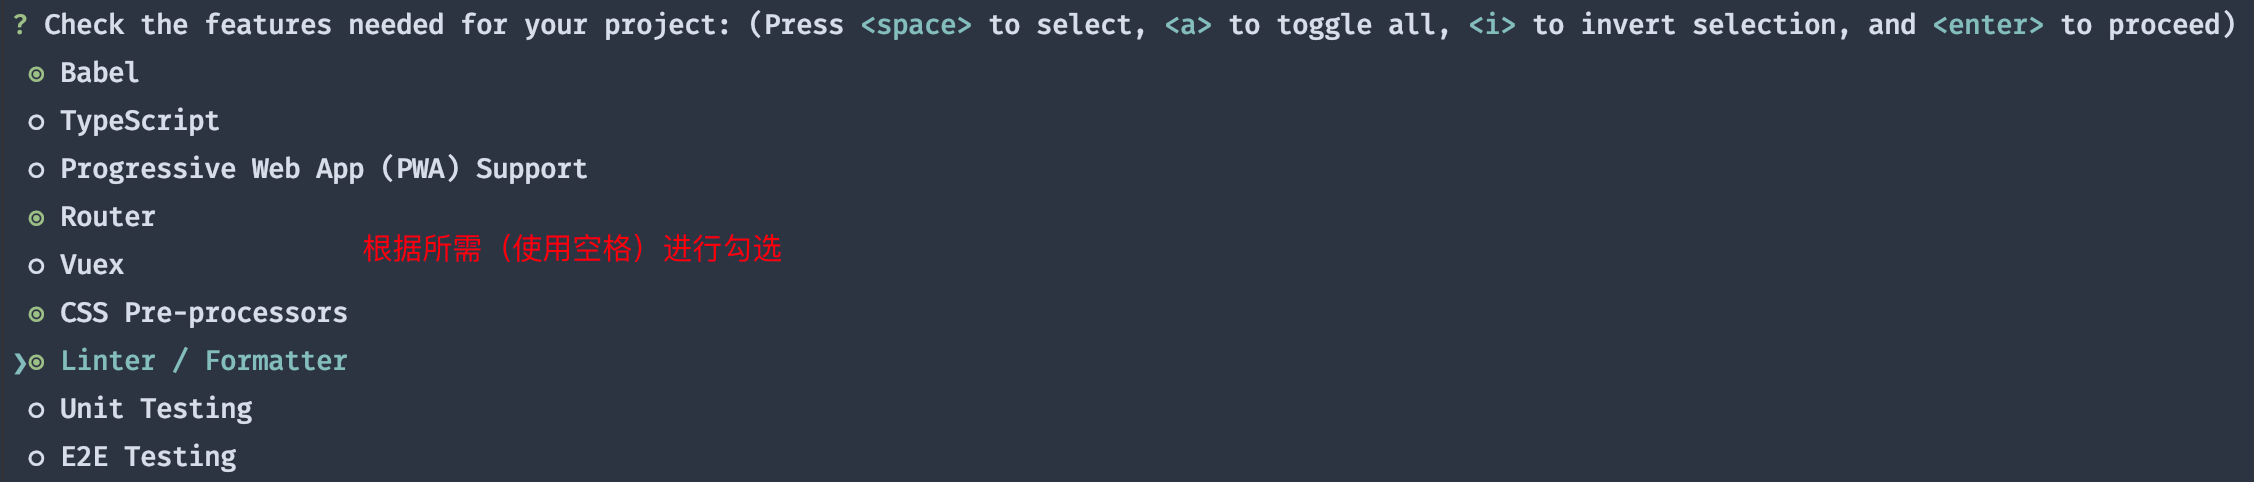 ? Check the features needed for your project: (Press <space> to select, <a> to toggle all, <i> to invert selection, and <enter> to proceed)
◉ Babel
◯ TypeScript
◯ Progressive Web App (PWA) Support
◉ Router
根据所需（使用空格）进行勾选
◯ Vuex
◉ CSS Pre-processors
❯◉ Linter / Formatter
◯ Unit Testing
◯ E2E Testing